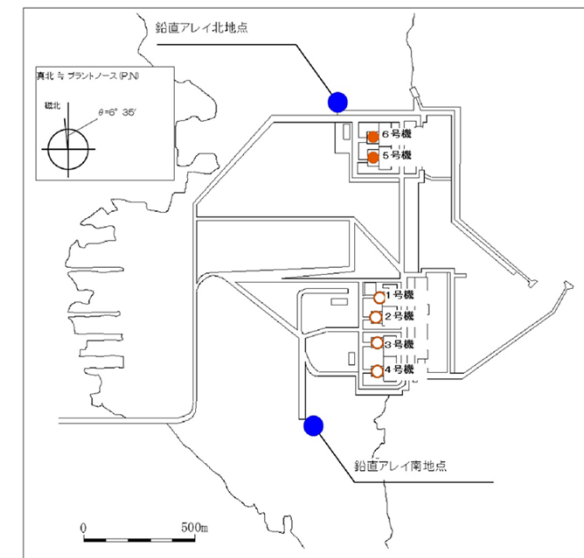 鉛直アレイ北地点
真北 ≒ プラントノース(P.N)
磁北
θ=6° 35′
6号機
5号機
1号機
2号機
3号機
4号機
鉛直アレイ南地点
0
500m